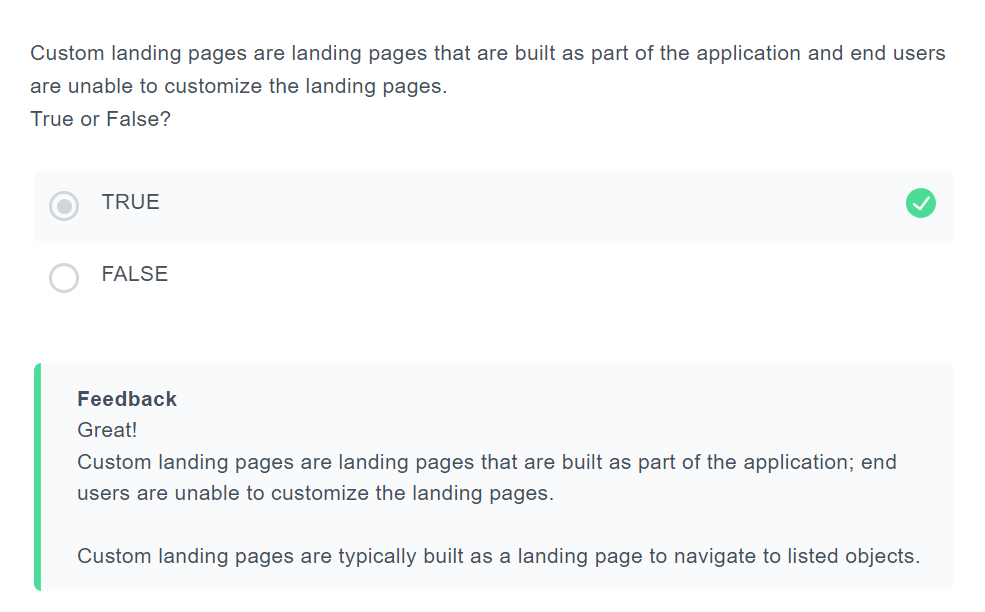 Custom landing pages are landing pages that are built as part of the application and end users
are unable to customize the landing pages.
True or False?
TRUE
FALSE
Feedback
Great!
Custom landing pages are landing pages that are built as part of the application; end
users are unable to customize the landing pages.
Custom landing pages are typically built as a landing page to navigate to listed objects.